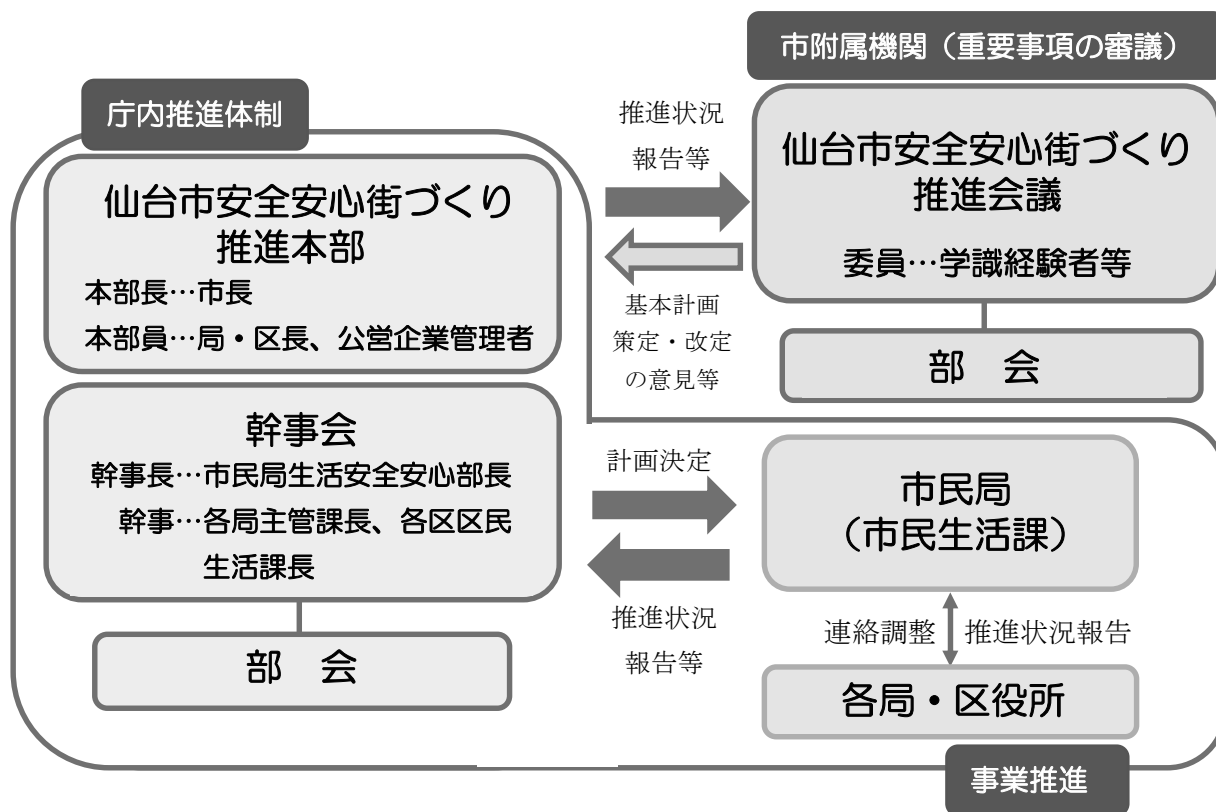 市附属機関（重要事項の審議）
仙台市安全安心街づくり
推進会議
委員…学識経験者等
部　会
庁内推進体制
仙台市安全安心街づくり
推進本部
本部長…市長
本部員…局・区長、公営企業管理者
推進状況
報告等
基本計画
策定・改定
の意見等
幹事会
幹事長…市民局生活安全安心部長
幹事…各局主管課長、各区区民
生活課長
部　会
計画決定
推進状況
報告等
市民局
（市民生活課）
連絡調整
推進状況報告
各局・区役所
事業推進